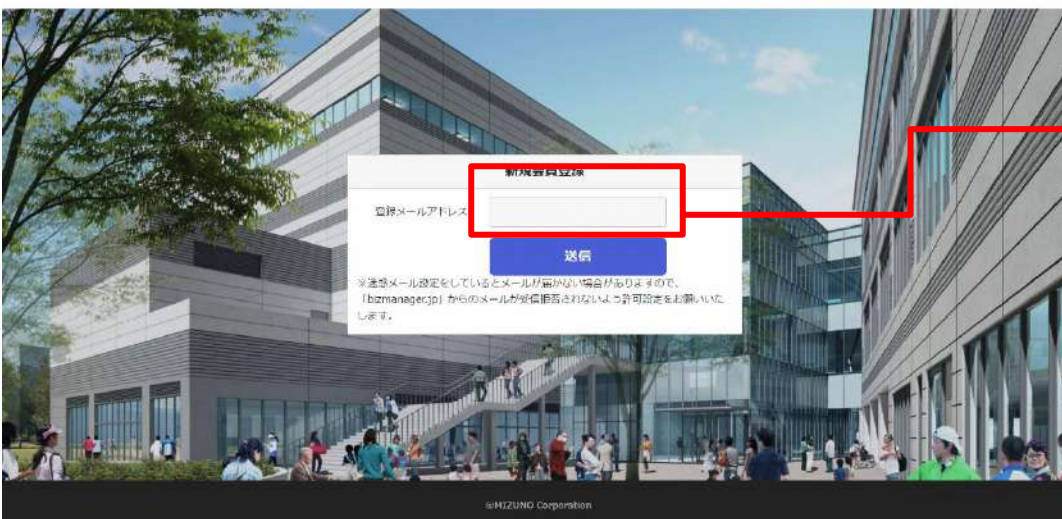 新規会員登録
登録メールアドレス
送信
※迷惑メール設定をしているとメールが届かない場合がありますので、
「bizmanager.jp」からのメールが受信拒否されないよう許可設定をお願いいた
します。
©MIZUNO Corporation